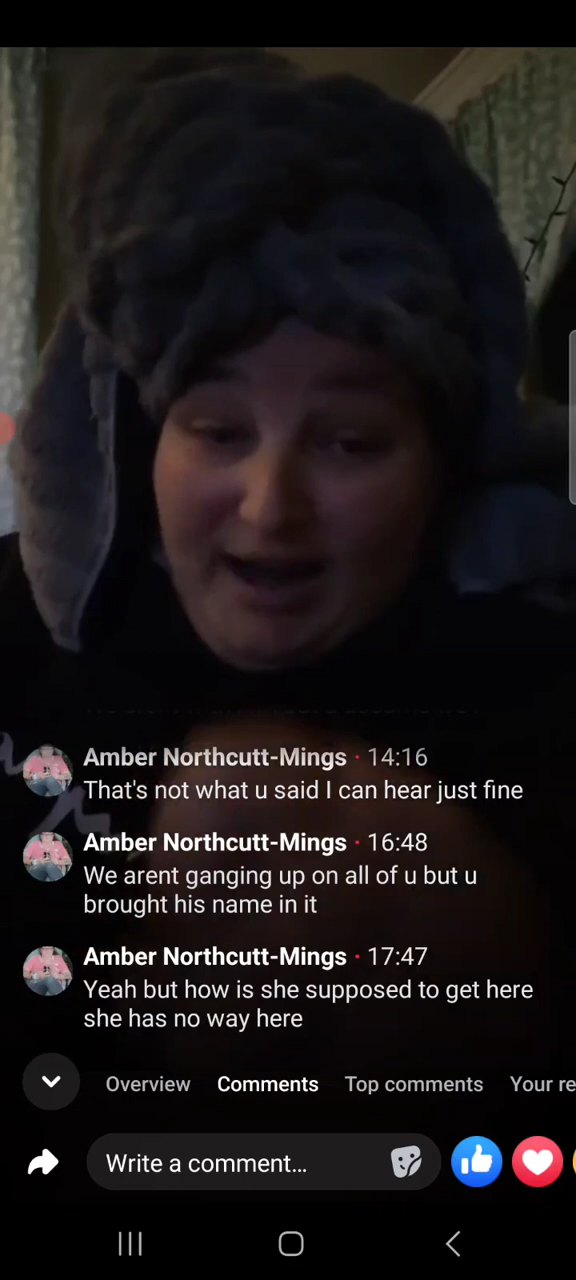 Amber Northcutt-Mings · 14:16
That's not what u said I can hear just fine
Amber Northcutt-Mings · 16:48
We arent ganging up on all of u but u
brought his name in it
Amber Northcutt-Mings · 17:47
Yeah but how is she supposed to get here
she has no way here
Overview Comments Top comments Your re
Write a comment...